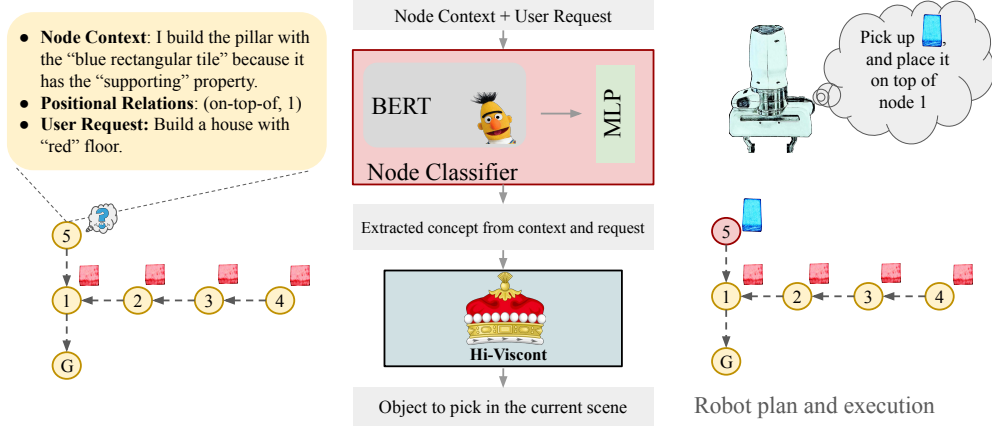 ● Node Context: I build the pillar with
the “blue rectangular tile” because it
has the “supporting” property.
● Positional Relations: (on-top-of, 1)
● User Request: Build a house with
“red” floor.
?
5
1
2
3
4
G
Node Context + User Request
BERT
MLP
Node Classifier
Extracted concept from context and request
Hi-Viscont
Object to pick in the current scene
Pick up ,
and place it
on top of
node 1
5
1
2
3
4
G
Robot plan and execution